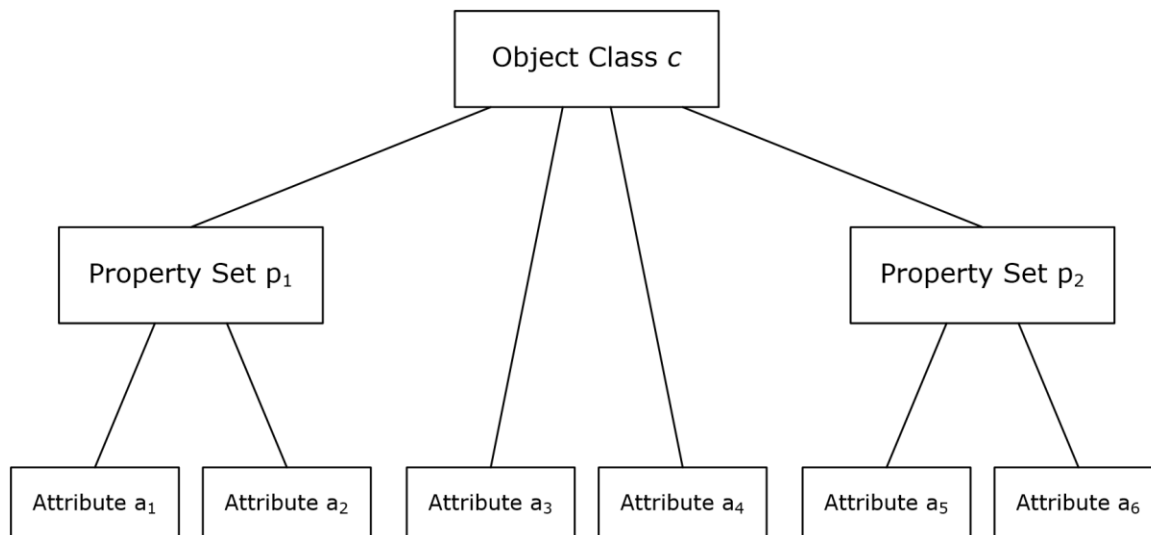 Object Class c
Property Set p₁
Property Set p₂
Attribute a₁
Attribute a₂
Attribute a₃
Attribute a₄
Attribute a₅
Attribute a₆